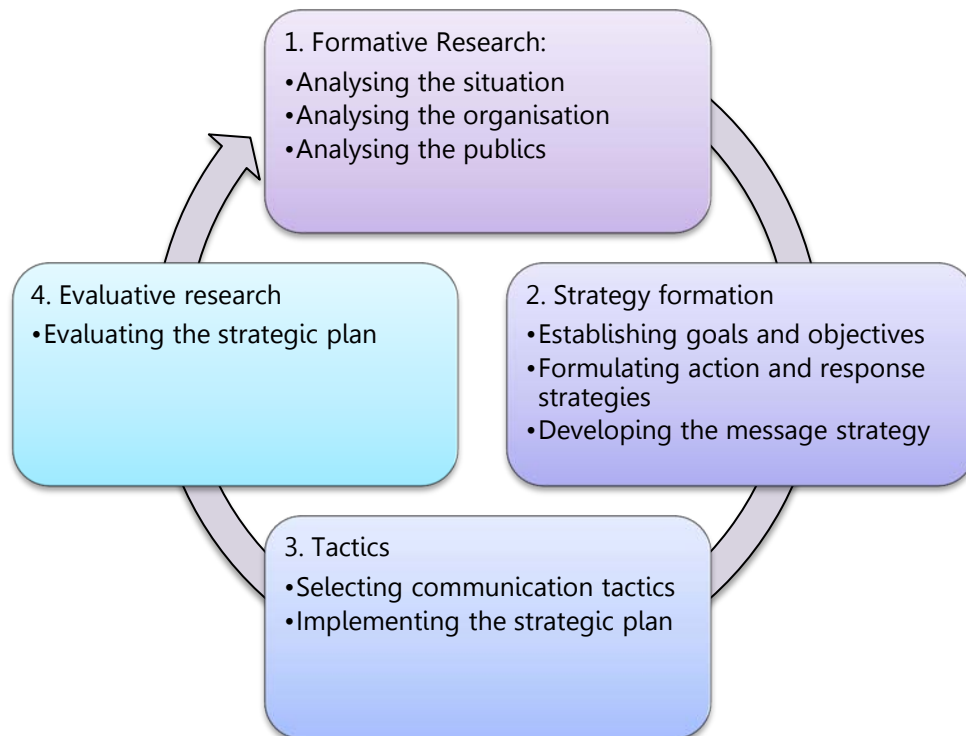 1. Formative Research:
•Analysing the situation
•Analysing the organisation
•Analysing the publics
2. Strategy formation
•Establishing goals and objectives
•Formulating action and response
strategies
•Developing the message strategy
3. Tactics
•Selecting communication tactics
•Implementing the strategic plan
4. Evaluative research
•Evaluating the strategic plan